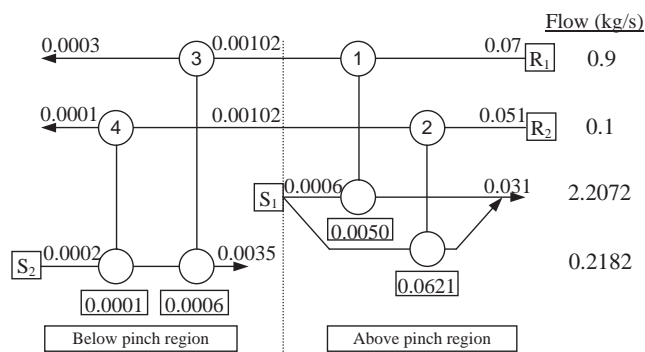 Flow (kg/s)
0.0003 3 0.00102 1 0.07 R1 0.9
0.0001 4 0.00102 2 0.051 R2 0.1
S1 0.0006 0.031 2.2072
0.0050
S2 0.0002 0.0035 0.0621 0.2182
0.0001 0.0006
Below pinch region Above pinch region